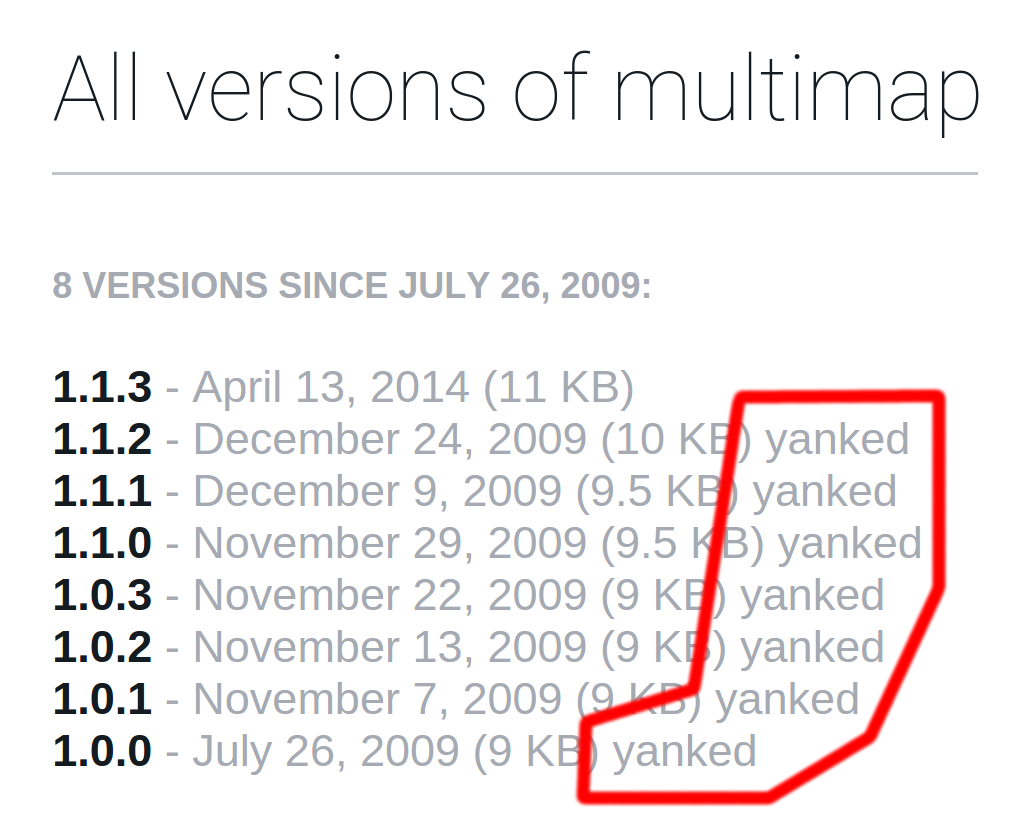 All versions of multimap
8 VERSIONS SINCE JULY 26, 2009:
1.1.3 - April 13, 2014 (11 KB)
1.1.2 - December 24, 2009 (10 KB) yanked
1.1.1 - December 9, 2009 (9.5 KB) yanked
1.1.0 - November 29, 2009 (9.5 KB) yanked
1.0.3 - November 22, 2009 (9 KB) yanked
1.0.2 - November 13, 2009 (9 KB) yanked
1.0.1 - November 7, 2009 (9 KB) yanked
1.0.0 - July 26, 2009 (9 KB) yanked